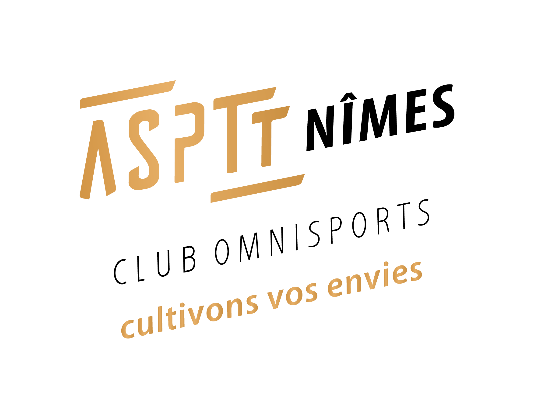 ASPTT NÎMES
CLUB OMNISPORTS
cultivons vos envies